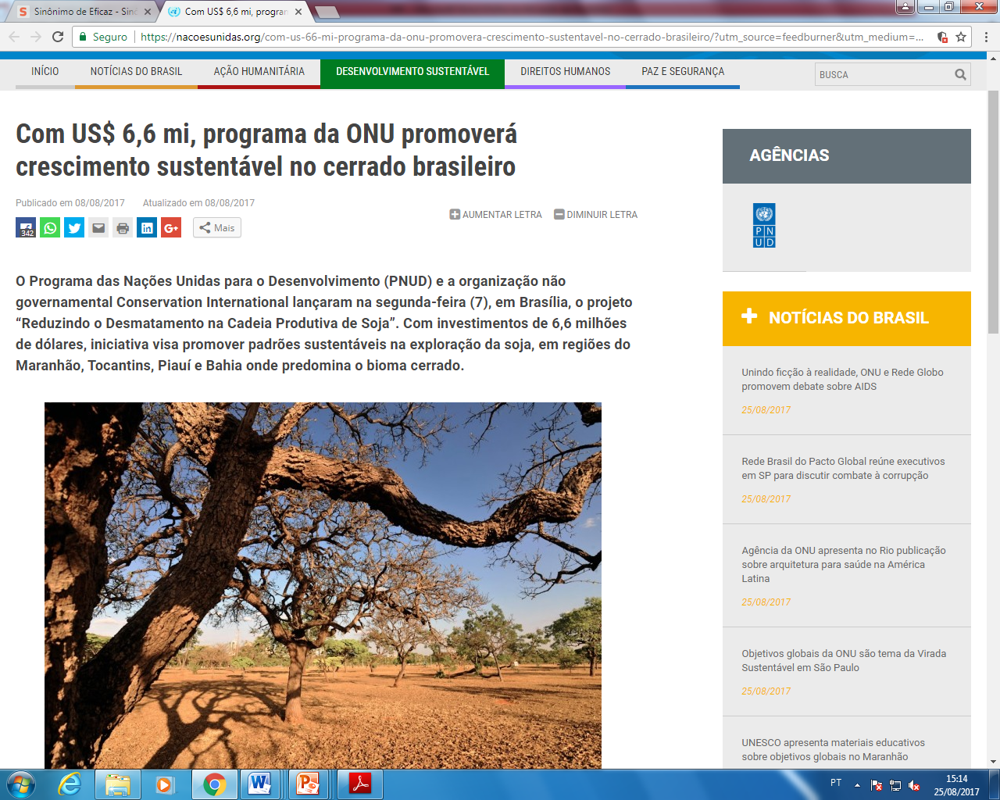 Sinônimo de Eficaz - Sinô
Com US$ 6,6 mi, program
Seguro
https://nacoesunidas.org/com-us-66-mi-programa-da-onu-promovera-crescimento-sustentavel-no-cerrado-brasileiro/?utm_source=feedburner&utm_medium=...
INÍCIO
NOTÍCIAS DO BRASIL
AÇÃO HUMANITÁRIA
DESENVOLVIMENTO SUSTENTÁVEL
DIREITOS HUMANOS
PAZ E SEGURANÇA
BUSCA
Com US$ 6,6 mi, programa da ONU promoverá
crescimento sustentável no cerrado brasileiro
Publicado em 08/08/2017 Atualizado em 08/08/2017
342
Mais
AUMENTAR LETRA
DIMINUIR LETRA
O Programa das Nações Unidas para o Desenvolvimento (PNUD) e a organização não
governamental Conservation International lançaram na segunda-feira (7), em Brasília, o projeto
“Reduzindo o Desmatamento na Cadeia Produtiva de Soja”. Com investimentos de 6,6 milhões
de dólares, iniciativa visa promover padrões sustentáveis na exploração da soja, em regiões do
Maranhão, Tocantins, Piauí e Bahia onde predomina o bioma cerrado.
AGÊNCIAS
P N
U D
NOTÍCIAS DO BRASIL
Unindo ficção à realidade, ONU e Rede Globo
promovem debate sobre AIDS
25/08/2017
Rede Brasil do Pacto Global reúne executivos
em SP para discutir combate à corrupção
25/08/2017
Agência da ONU apresenta no Rio publicação
sobre arquitetura para saúde na América
Latina
25/08/2017
Objetivos globais da ONU são tema da Virada
Sustentável em São Paulo
25/08/2017
UNESCO apresenta materiais educativos
sobre objetivos globais no Maranhão
PT
15:14
25/08/2017